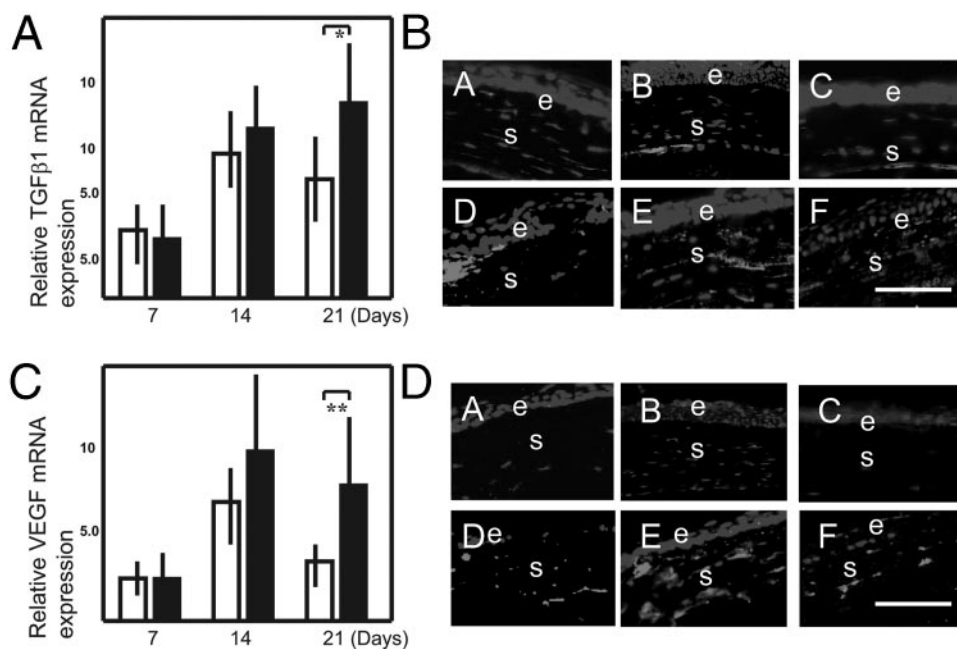 A
Relative TGFβ1 mRNA
expression
10
10
5.0
5.0
*
7 14 21 (Days)
B
A e s
B e s
C e s
D e s
E e s
F e s
C
Relative VEGF mRNA
expression
10
5.0
**
7 14 21 (Days)
D
A e s
B e s
C e s
D e s
E e s
F e s